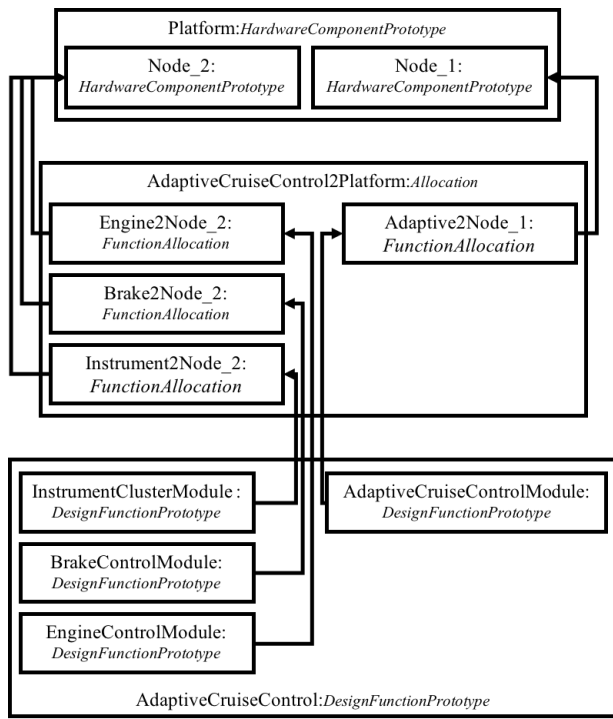 Platform:HardwareComponentPrototype
Node_2:
HardwareComponentPrototype
Node_1:
HardwareComponentPrototype
AdaptiveCruiseControl2Platform:Allocation
Engine2Node_2:
FunctionAllocation
Adaptive2Node_1:
FunctionAllocation
Brake2Node_2:
FunctionAllocation
Instrument2Node_2:
FunctionAllocation
InstrumentClusterModule:
DesignFunctionPrototype
AdaptiveCruiseControlModule:
DesignFunctionPrototype
BrakeControlModule:
DesignFunctionPrototype
EngineControlModule:
DesignFunctionPrototype
AdaptiveCruiseControl:DesignFunctionPrototype